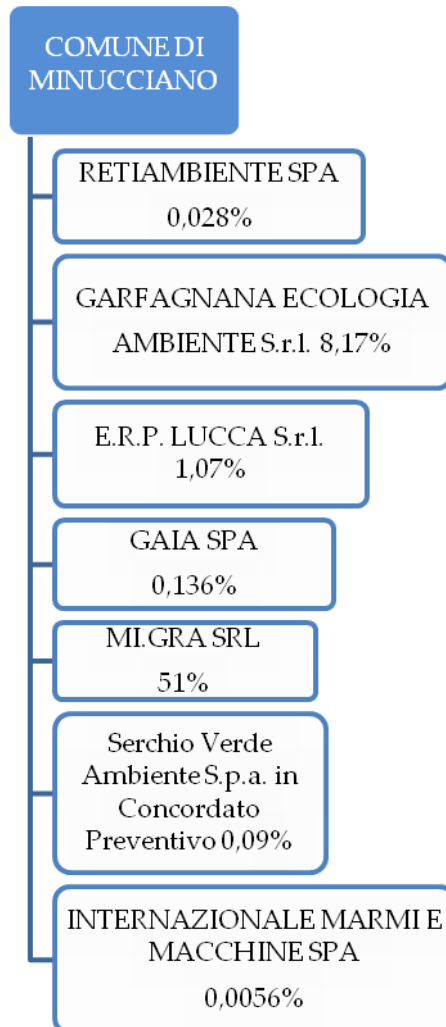 COMUNE DI
MINUCCIANO
RETIAMBIENTE SPA
0,028%
GARFAGNANA ECOLOGIA
AMBIENTE S.r.l. 8,17%
E.R.P. LUCCA S.r.l.
1,07%
GAIA SPA
0,136%
MI.GRA SRL
51%
Serchio Verde
Ambiente S.p.a. in
Concordato
Preventivo 0,09%
INTERNAZIONALE MARMI E
MACCHINE SPA
0,0056%